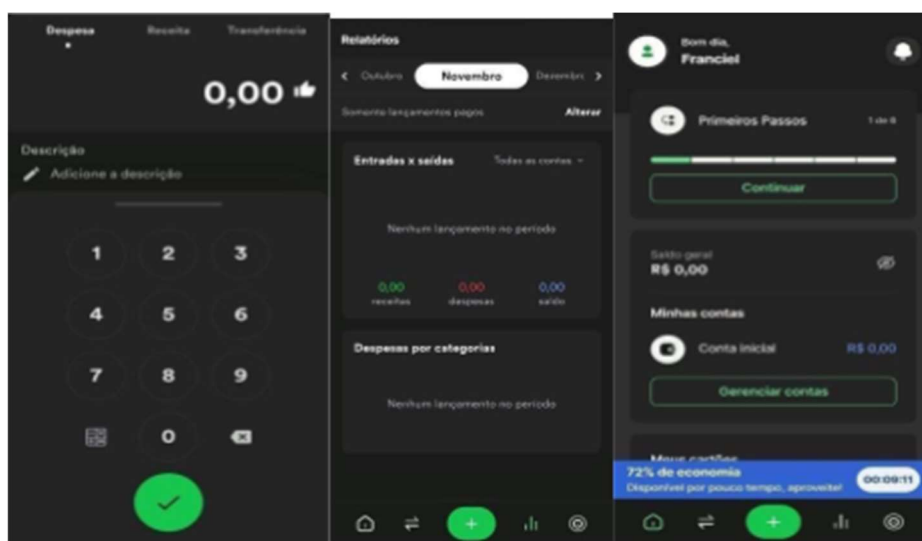 Despesa Receita Transferência
0,00
Descrição
Adicione a descrição
1 2 3
4 5 6
7 8 9
0
Relatórios
Outubro Novembro Dezembro
Somente lançamentos pagos Alterar
Entradas x saídas Todas as contas
Nenhum lançamento no período
0,00 0,00 0,00
receitas despesas saldo
Despesas por categorias
Nenhum lançamento no período
Bom dia,
Franciel
Primeiros Passos 1 de 6
Continuar
Saldo geral
R$ 0,00
Minhas contas
Conta inicial R$ 0,00
Gerenciar contas
Meus cartões
72% de economia
Disponível por pouco tempo, aproveite! 00:09:11